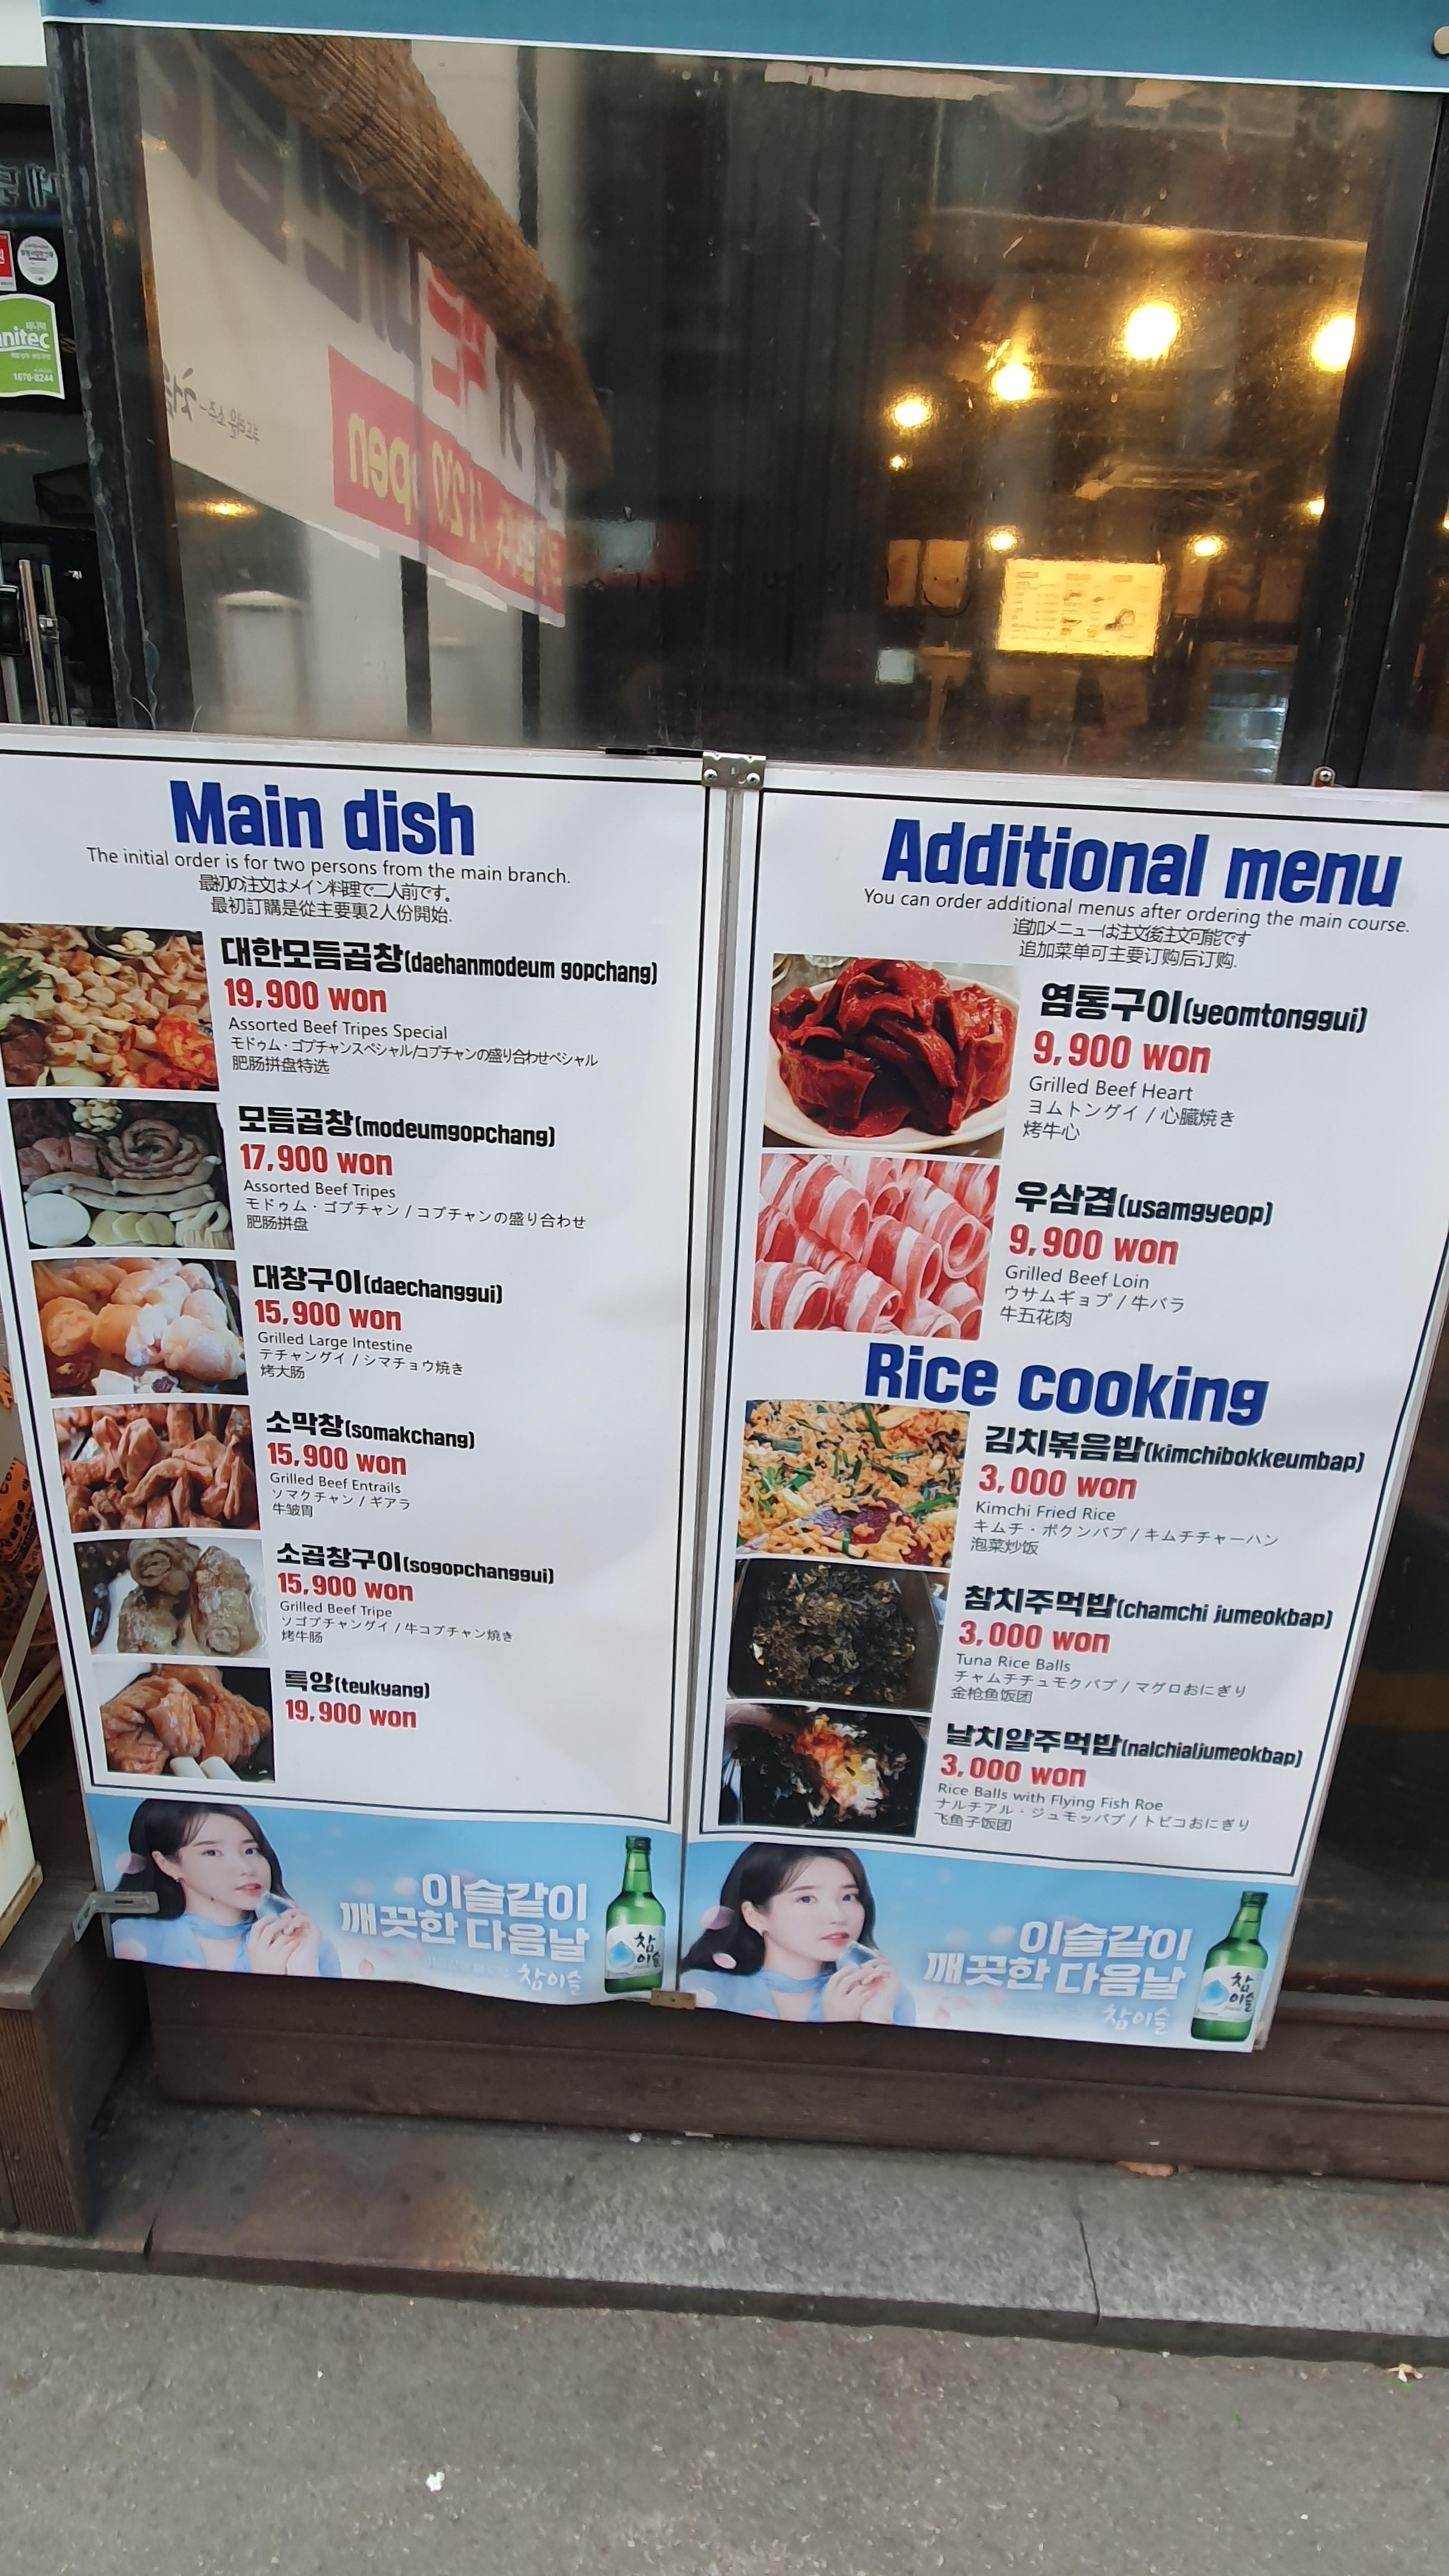 nitec
1670-8244
Main dish
The initial order is for two persons from the main branch.
最初の注文はメイン料理で二人前です。
最初訂購是從主要裏2人份開始.
대한모듬곱창(daehanmodeum gopchang)
19,900 won
Assorted Beef Tripes Special
モドゥム・ゴプチャンスペシャル/コプチャンの盛り合わせペシャル
肥肠拼盘特选
모듬곱창(modeumgopchang)
17,900 won
Assorted Beef Tripes
モドゥム・ゴプチャン / コプチャンの盛り合わせ
肥肠拼盘
대창구이(daechanggui)
15,900 won
Grilled Large Intestine
テチャングイ / シマチョウ焼き
烤大肠
소막창(somakchang)
15,900 won
Grilled Beef Entrails
ソマクチャン / ギアラ
牛皱胃
소곱창구이(sogopchanggui)
15,900 won
Grilled Beef Tripe
ソゴプチャングイ / 牛コプチャン焼き
烤牛肠
특양(teukyang)
19,900 won
이슬같이
깨끗한 다음날
참이슬
참
이슬
Additional menu
You can order additional menus after ordering the main course.
追加メニューは注文後注文可能です
追加菜单可主要订购后订购.
염통구이(yeomtonggui)
9,900 won
Grilled Beef Heart
ヨムトングイ / 心臓焼き
烤牛心
우삼겹(usamgyeop)
9,900 won
Grilled Beef Loin
ウサムギョプ / 牛バラ
牛五花肉
Rice cooking
김치볶음밥(kimchibokkeumbap)
3,000 won
Kimchi Fried Rice
キムチ・ポクンパブ / キムチチャーハン
泡菜炒饭
참치주먹밥(chamchi jumeokbap)
3,000 won
Tuna Rice Balls
チャムチチュモクパブ / マグロおにぎり
金枪鱼饭团
날치알주먹밥(nalchialjumeokbap)
3,000 won
Rice Balls with Flying Fish Roe
ナルチアル・ジュモッパブ / トビコおにぎり
飞鱼子饭团
이슬같이
깨끗한 다음날
참이슬
참
이슬